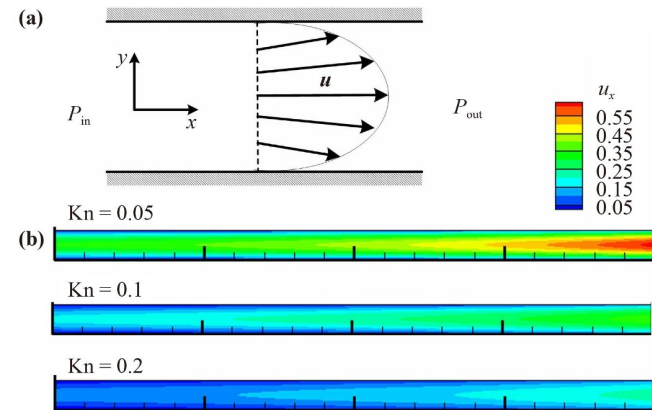 (a)
y
x
u
P_in
P_out
u_x
0.55
0.45
0.35
0.25
0.15
0.05
(b)
Kn = 0.05
Kn = 0.1
Kn = 0.2